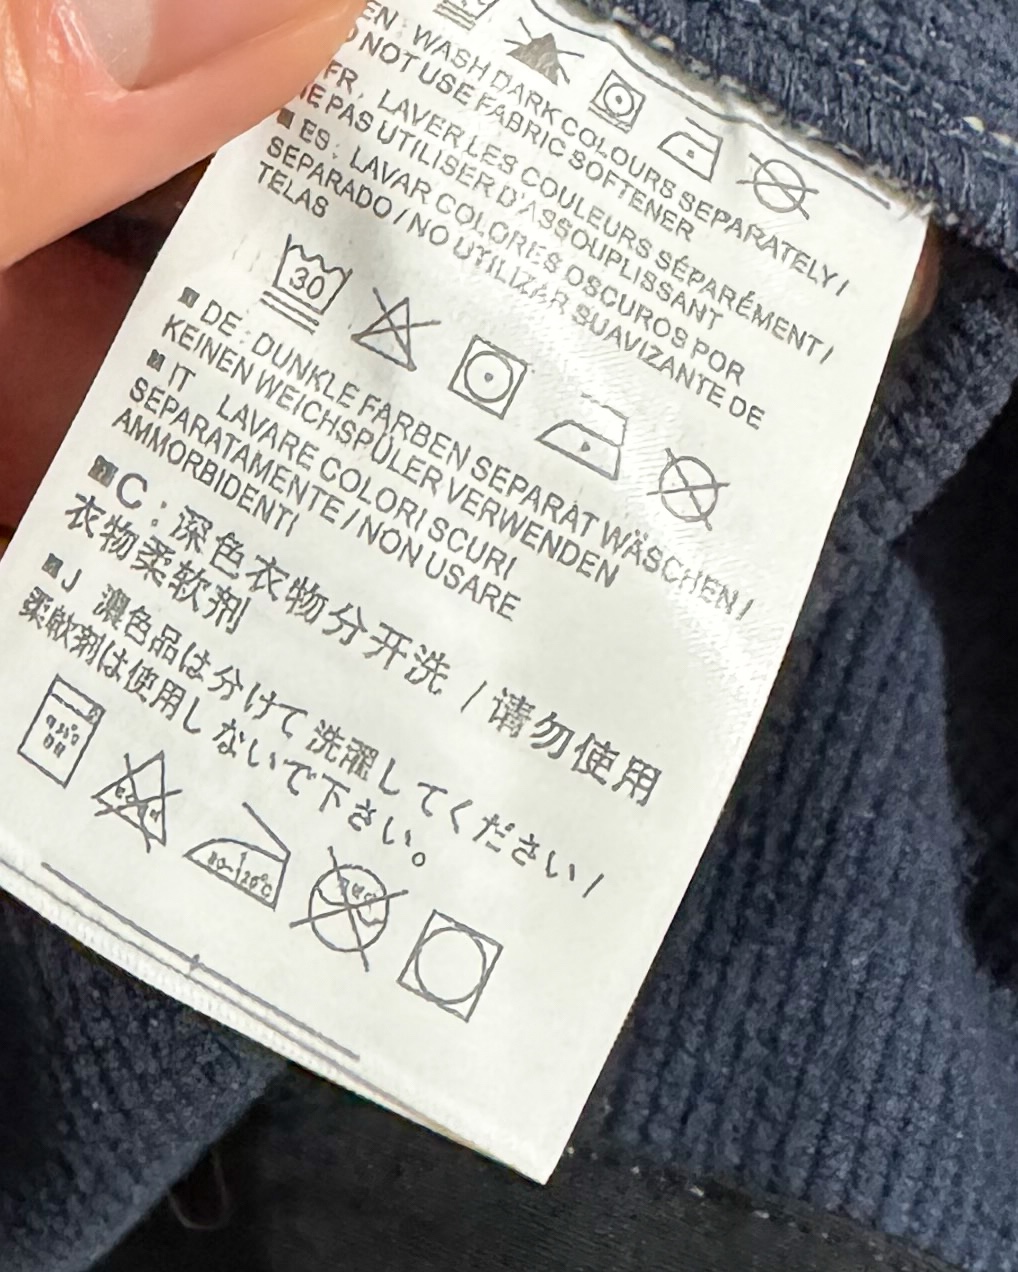 EN: WASH DARK COLOURS SEPARATELY /
DO NOT USE FABRIC SOFTENER
FR. LAVER LES COULEURS SÉPARÉMENT /
NE PAS UTILISER D'ASSOUPLISSANT
ES: LAVAR COLORES OSCUROS POR
SEPARADO / NO UTILIZAR SUAVIZANTE DE
TELAS
30
DE: DUNKLE FARBEN SEPARAT WÄSCHEN /
KEINEN WEICHSPÜLER VERWENDEN
IT LAVARE COLORI SCURI
SEPARATAMENTE / NON USARE
AMMORBIDENTI
C: 深色衣物分开洗 / 请勿使用
衣物柔软剂
J 濃色品は分けて洗濯してください /
柔軟剤は使用しないで下さい。